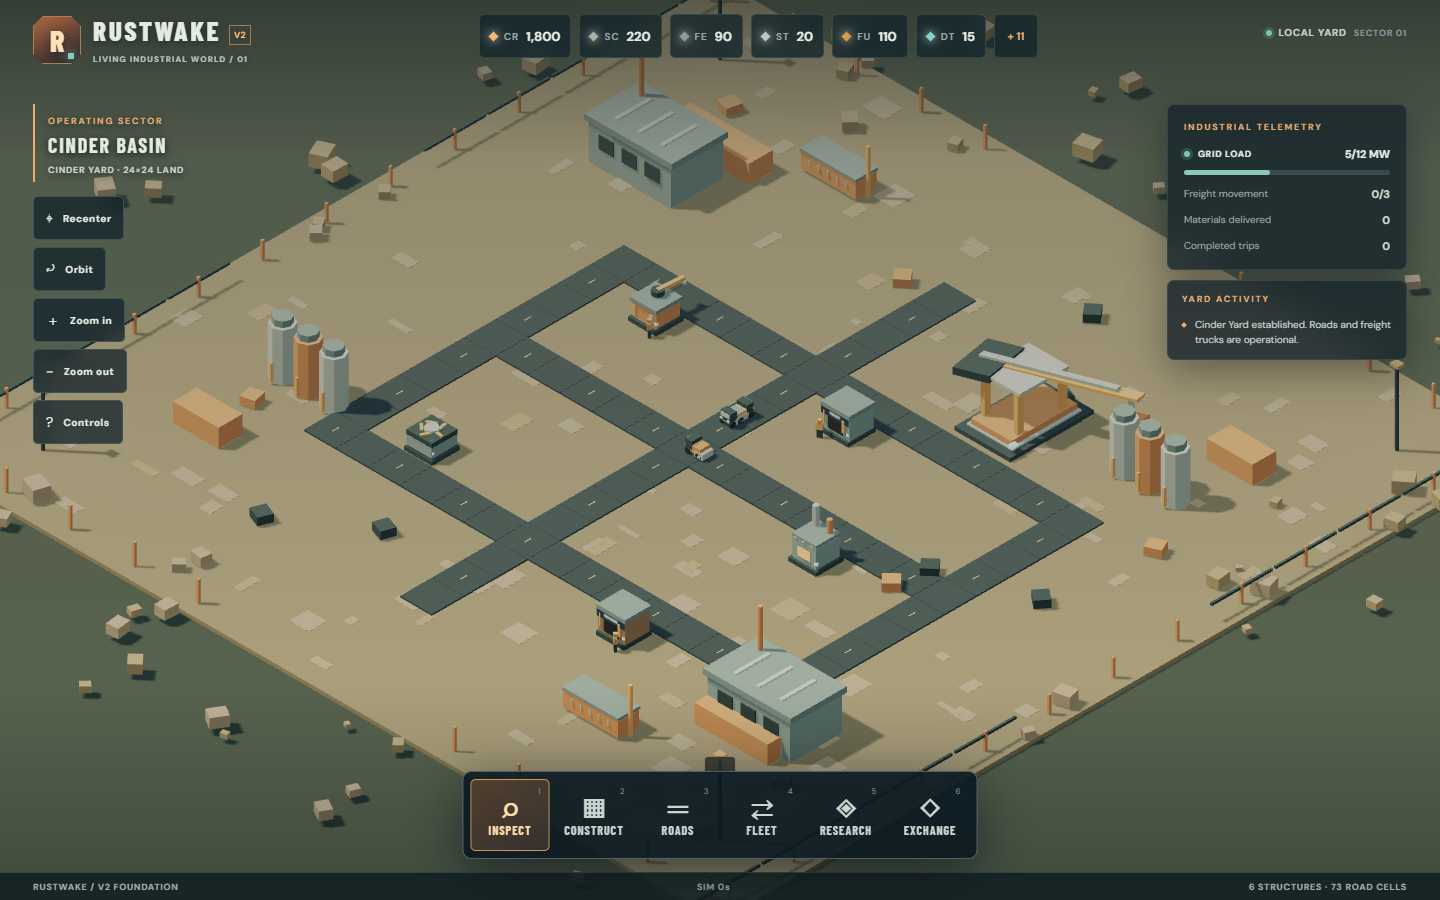 R RUSTWAKE V2
LIVING INDUSTRIAL WORLD / 01
CR 1,800 SC 220 FE 90 ST 20 FU 110 DT 15 +11
LOCAL YARD SECTOR 01
OPERATING SECTOR
CINDER BASIN
CINDER YARD · 24×24 LAND
Recenter
Orbit
+ Zoom in
− Zoom out
? Controls
INDUSTRIAL TELEMETRY
GRID LOAD 5/12 MW
Freight movement 0/3
Materials delivered 0
Completed trips 0
YARD ACTIVITY
Cinder Yard established. Roads and freight
trucks are operational.
1 2 3 4 5 6
INSPECT CONSTRUCT ROADS FLEET RESEARCH EXCHANGE
RUSTWAKE / V2 FOUNDATION SIM 0s 6 STRUCTURES · 73 ROAD CELLS